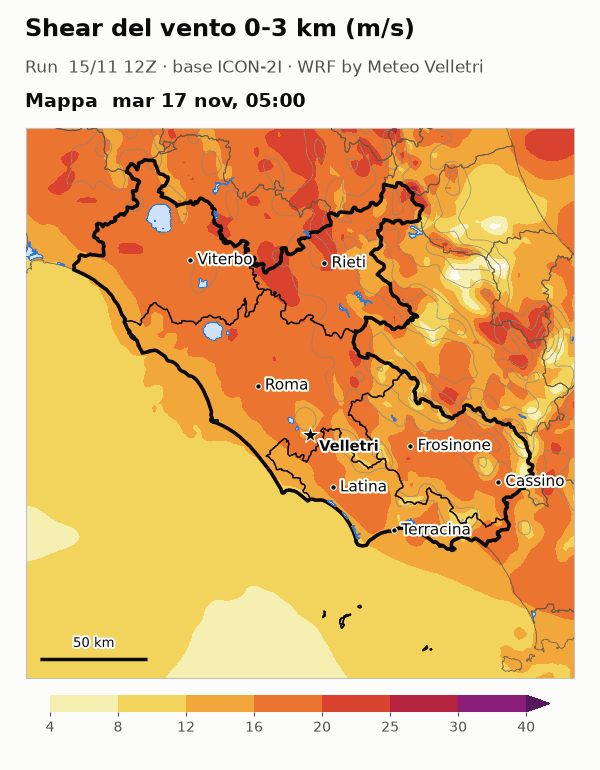 Shear del vento 0-3 km (m/s)
Run  15/11 12Z · base ICON-2I · WRF by Meteo Velletri
Mappa  mar 17 nov, 05:00
Viterbo
Rieti
Roma
Velletri
Frosinone
Cassino
Latina
Terracina
50 km
4 8 12 16 20 25 30 40